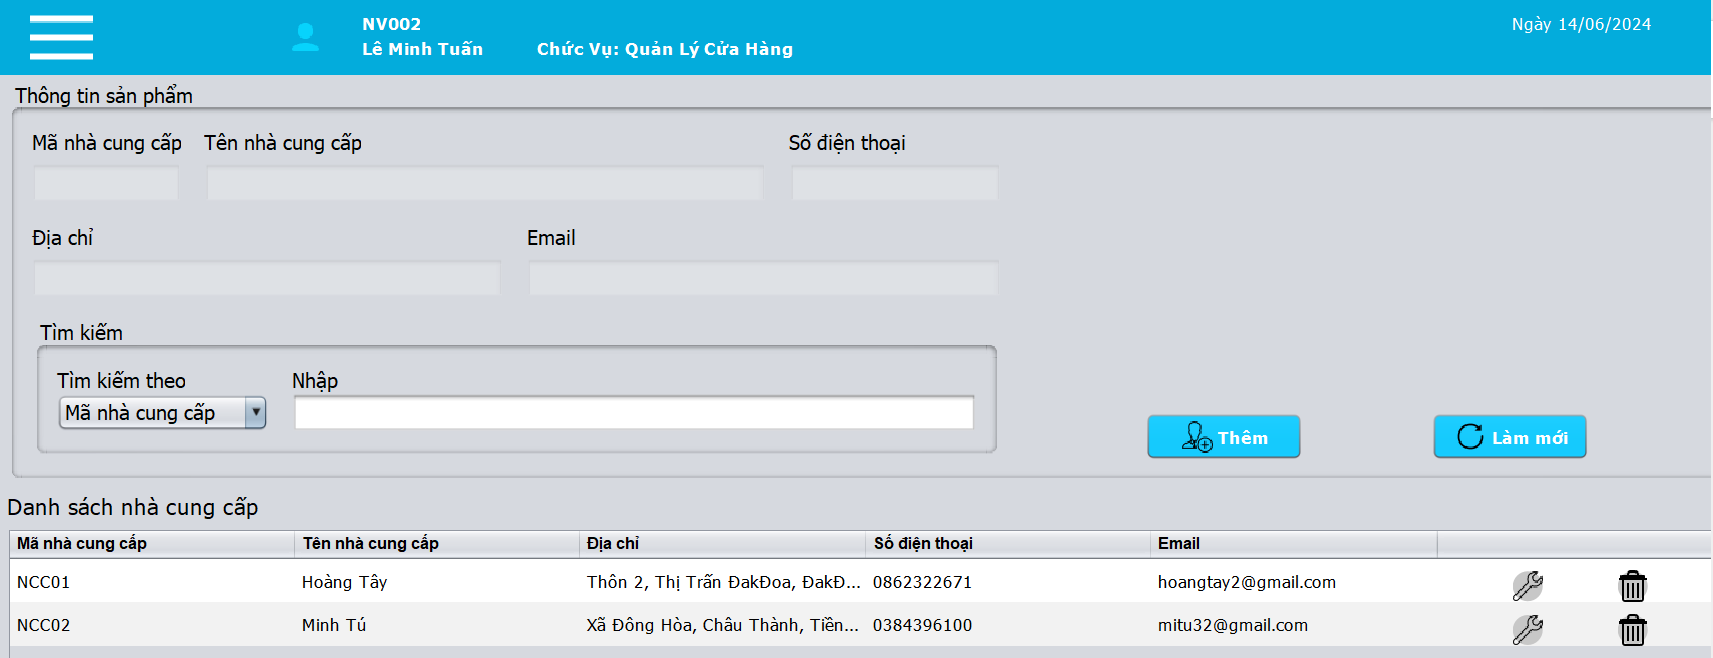 NV002
Lê Minh Tuấn Chức Vụ: Quản Lý Cửa Hàng
Ngày 14/06/2024
Thông tin sản phẩm
Mã nhà cung cấp Tên nhà cung cấp Số điện thoại
Địa chỉ Email
Tìm kiếm
Tìm kiếm theo Nhập
Mã nhà cung cấp
Thêm Làm mới
Danh sách nhà cung cấp
Mã nhà cung cấp Tên nhà cung cấp Địa chỉ Số điện thoại Email
NCC01 Hoàng Tây Thôn 2, Thị Trấn ĐakĐoa, ĐakĐ... 0862322671 hoangtay2@gmail.com
NCC02 Minh Tú Xã Đông Hòa, Châu Thành, Tiền... 0384396100 mitu32@gmail.com